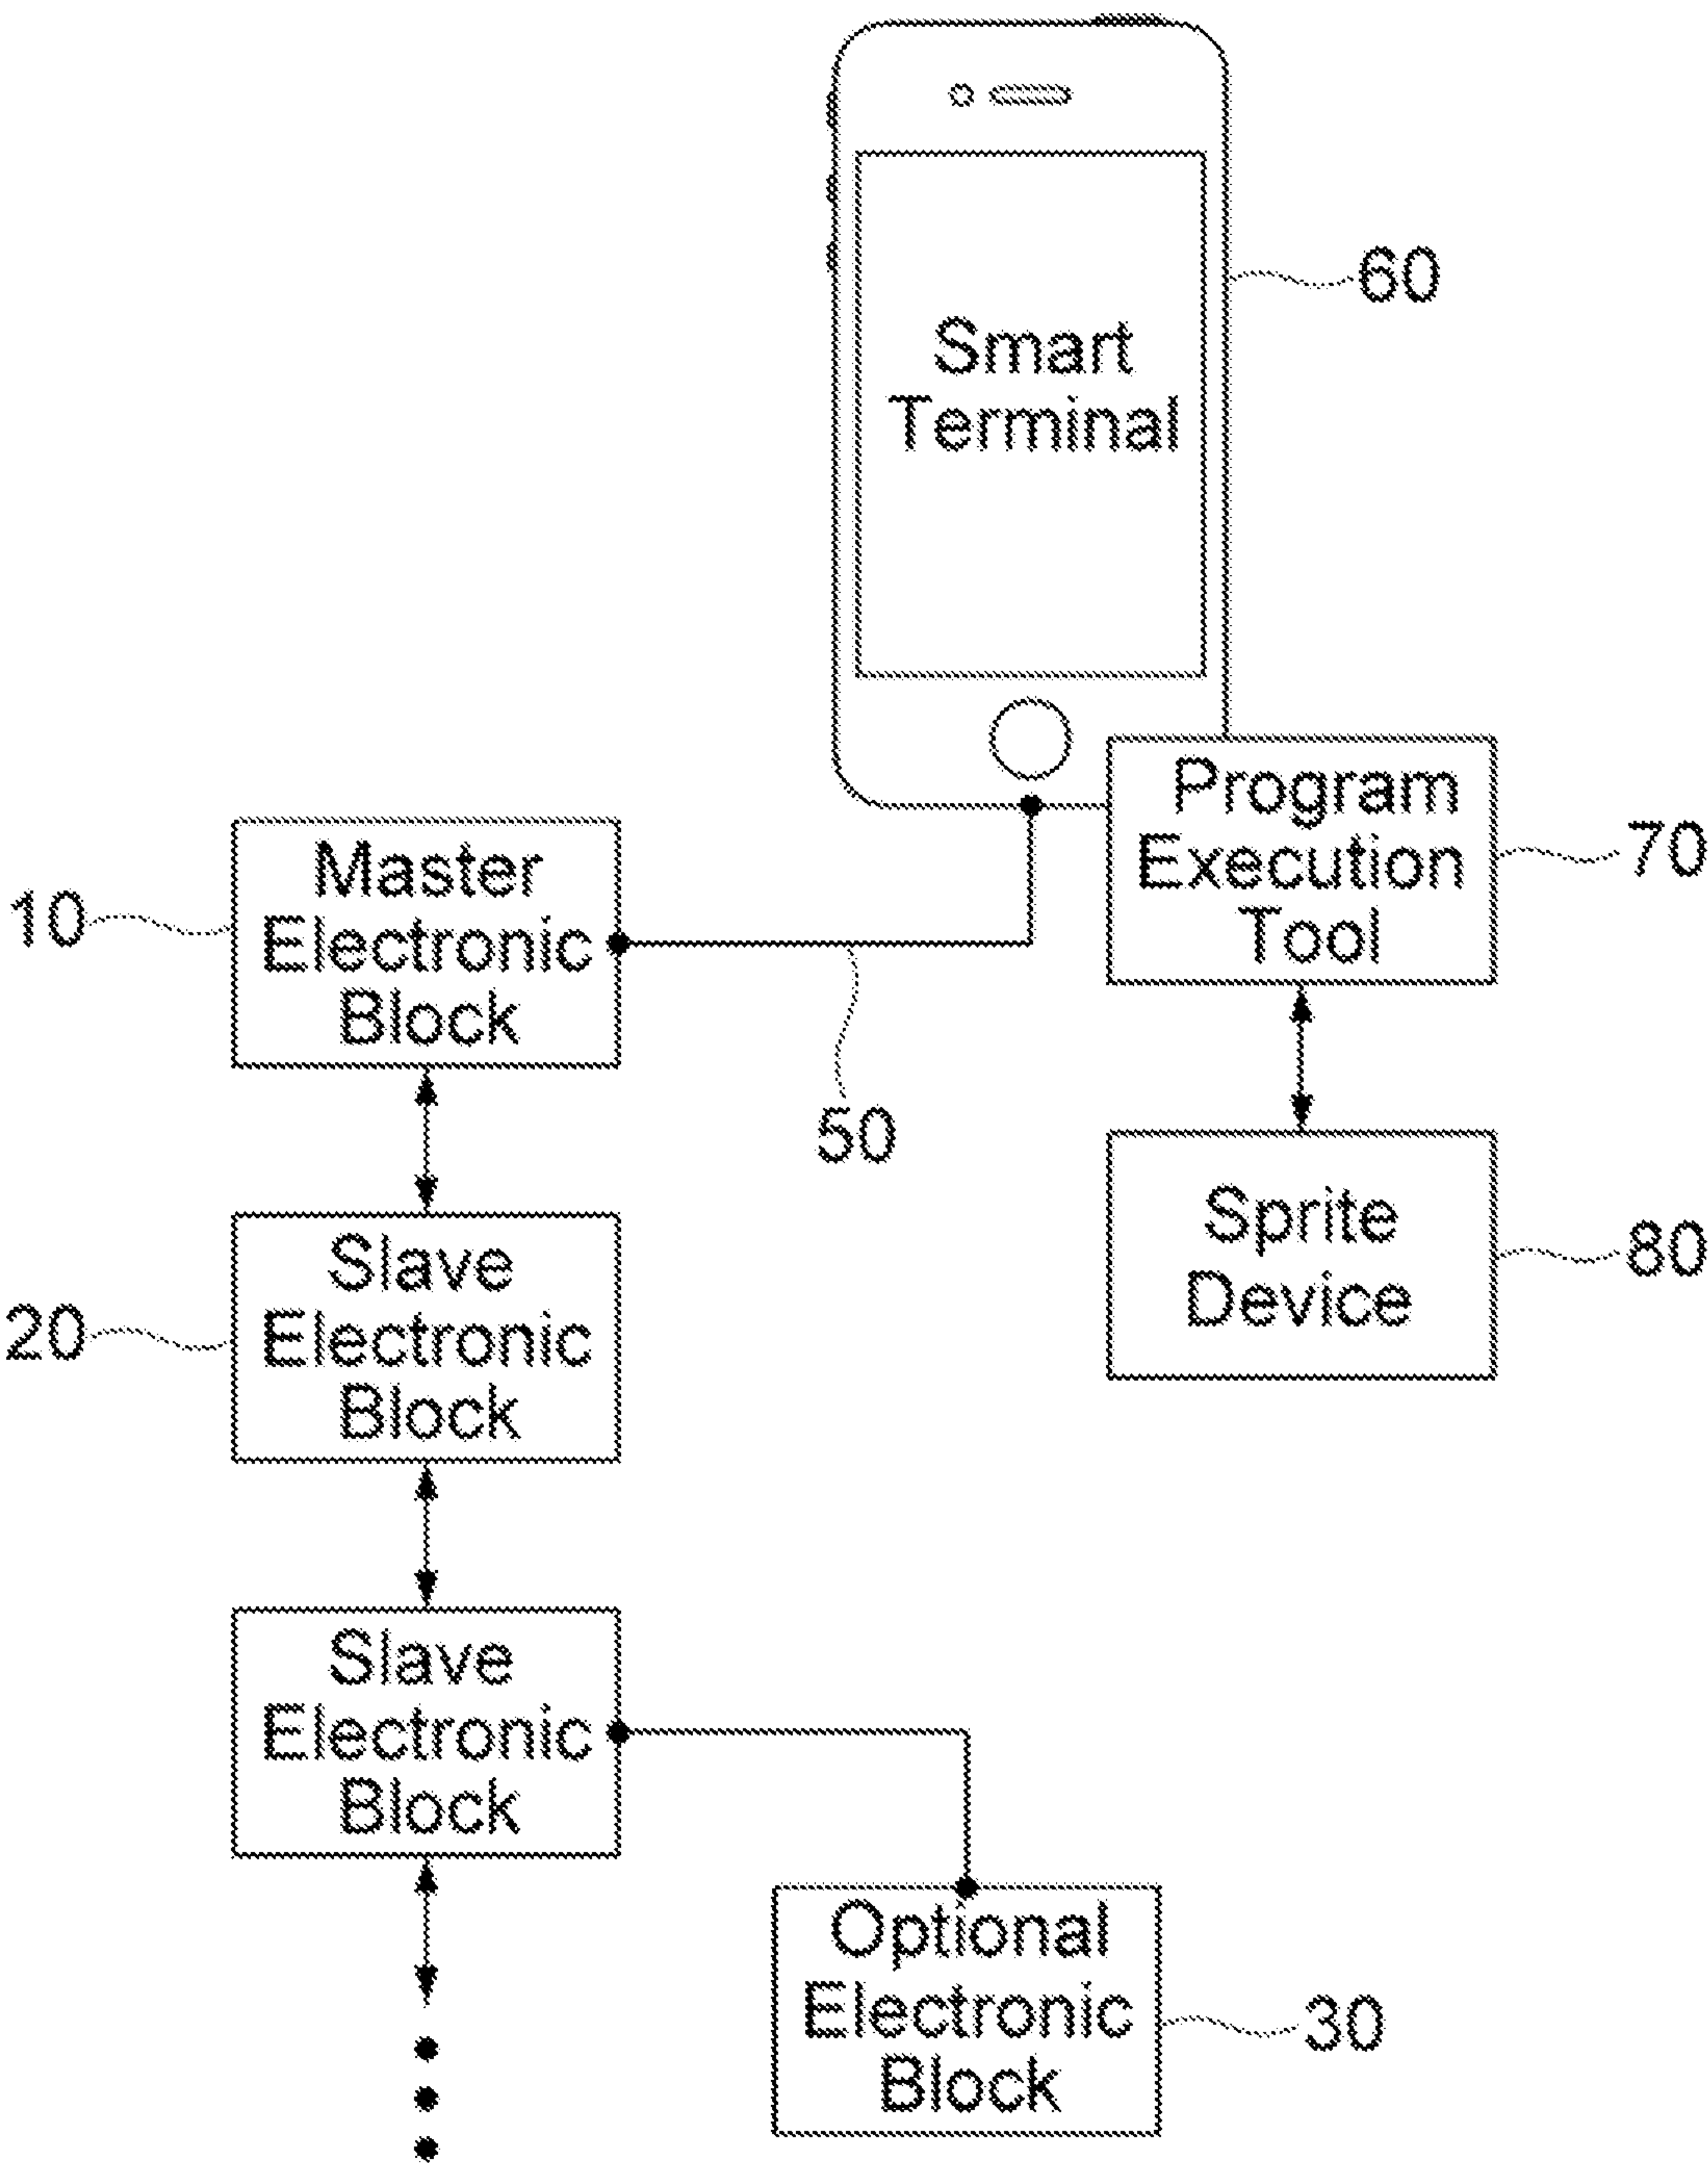 Smart
Terminal
60
Program
Execution
Tool
70
Master
Electronic
Block
10
50
Slave
Electronic
Block
20
Sprite
Device
80
Slave
Electronic
Block
Optional
Electronic
Block
30